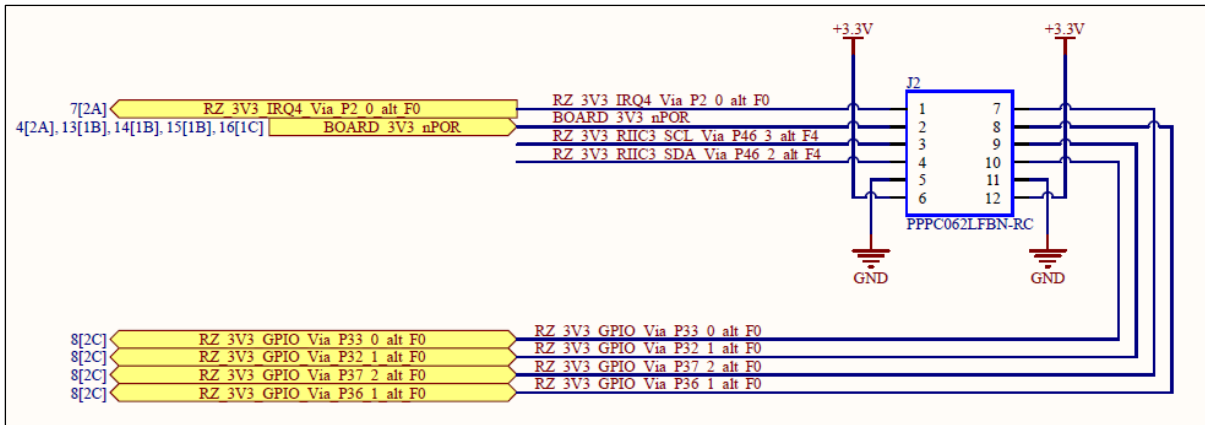 +3.3V +3.3V
J2
7[2A] RZ_3V3_IRQ4_Via_P2_0_alt_F0 RZ_3V3_IRQ4_Via_P2_0_alt_F0 1 7
4[2A], 13[1B], 14[1B], 15[1B], 16[1C] BOARD_3V3_nPOR BOARD_3V3_nPOR 2 8
RZ_3V3_RIIC3_SCL_Via_P46_3_alt_F4 3 9
RZ_3V3_RIIC3_SDA_Via_P46_2_alt_F4 4 10
5 11
6 12
PPPC062LFBN-RC
GND GND
8[2C] RZ_3V3_GPIO_Via_P33_0_alt_F0 RZ_3V3_GPIO_Via_P33_0_alt_F0
8[2C] RZ_3V3_GPIO_Via_P32_1_alt_F0 RZ_3V3_GPIO_Via_P32_1_alt_F0
8[2C] RZ_3V3_GPIO_Via_P37_2_alt_F0 RZ_3V3_GPIO_Via_P37_2_alt_F0
8[2C] RZ_3V3_GPIO_Via_P36_1_alt_F0 RZ_3V3_GPIO_Via_P36_1_alt_F0